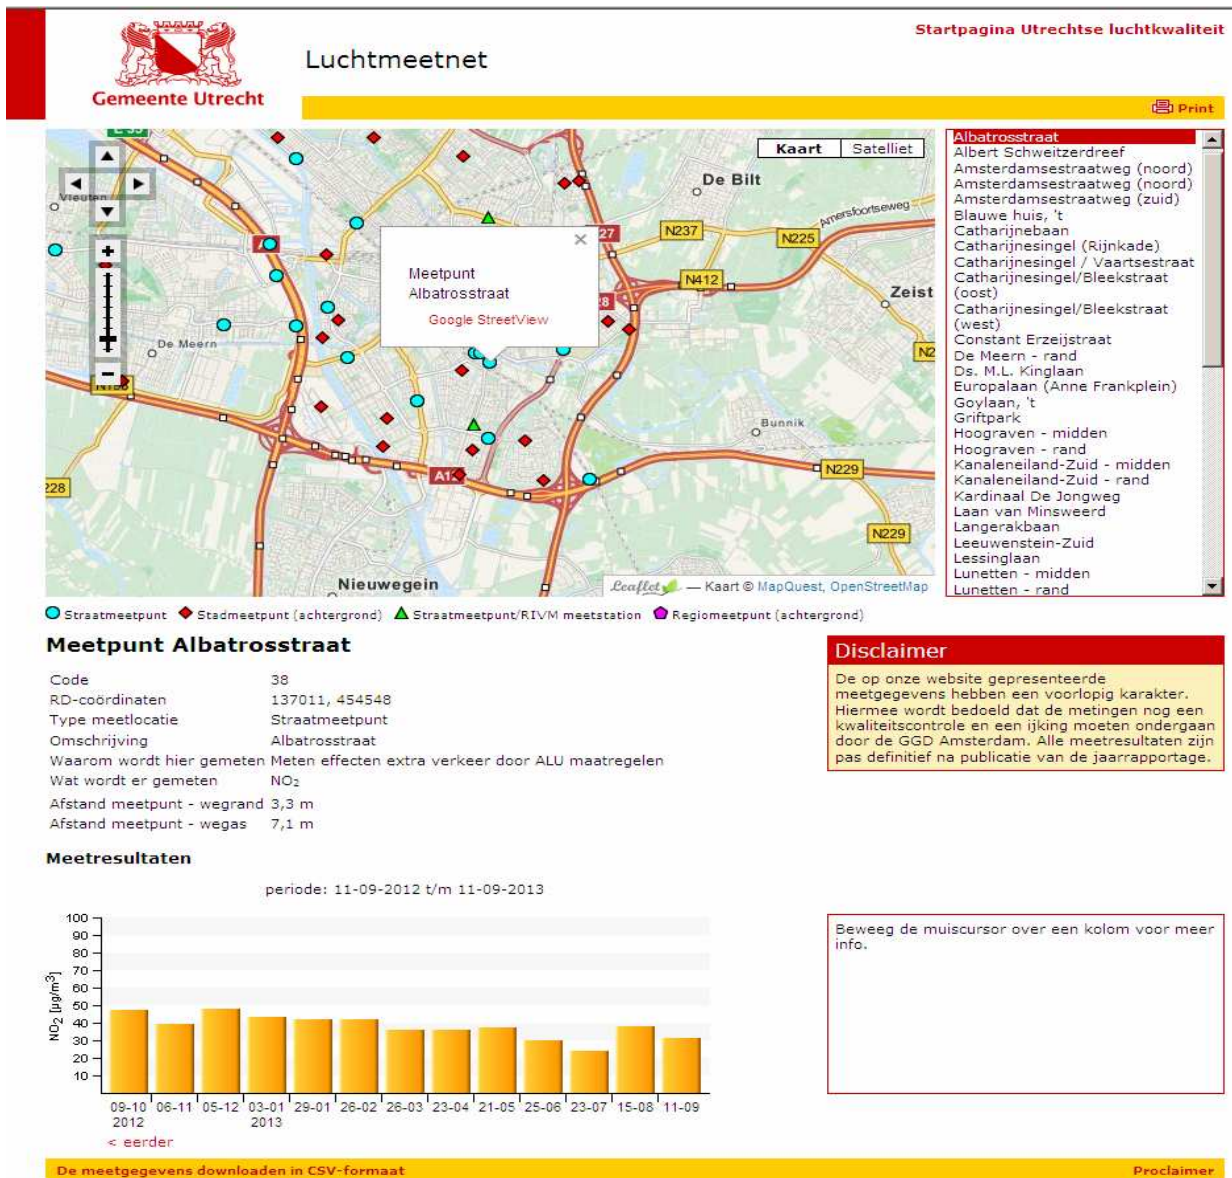 Startpagina Utrechtse luchtkwaliteit
Luchtmeetnet
Gemeente Utrecht
Print
Kaart
Satelliet
De Bilt
Vleuten
Amersfoortseweg
N237
N225
27
N412
28
Zeist
De Meern
N2
Bunnik
A12
N229
228
N229
Nieuwegein
Meetpunt
Albatrosstraat
Google StreetView
Leaflet — Kaart © MapQuest, OpenStreetMap
Albatrosstraat
Albert Schweitzerdreef
Amsterdamsestraatweg (noord)
Amsterdamsestraatweg (noord)
Amsterdamsestraatweg (zuid)
Blauwe huis, 't
Catharijnebaan
Catharijnesingel (Rijnkade)
Catharijnesingel / Vaartsestraat
Catharijnesingel/Bleekstraat
(oost)
Catharijnesingel/Bleekstraat
(west)
Constant Erzeijstraat
De Meern - rand
Ds. M.L. Kinglaan
Europalaan (Anne Frankplein)
Goylaan, 't
Griftpark
Hoograven - midden
Hoograven - rand
Kanaleneiland-Zuid - midden
Kanaleneiland-Zuid - rand
Kardinaal De Jongweg
Laan van Minsweerd
Langerakbaan
Leeuwenstein-Zuid
Lessinglaan
Lunetten - midden
Lunetten - rand
Straatmeetpunt Stadmeetpunt (achtergrond) Straatmeetpunt/RIVM meetstation Regiomeetpunt (achtergrond)
Meetpunt Albatrosstraat
Code 38
RD-coördinaten 137011, 454548
Type meetlocatie Straatmeetpunt
Omschrijving Albatrosstraat
Waarom wordt hier gemeten Meten effecten extra verkeer door ALU maatregelen
Wat wordt er gemeten NO₂
Afstand meetpunt - wegrand 3,3 m
Afstand meetpunt - wegas 7,1 m
Disclaimer
De op onze website gepresenteerde
meetgegevens hebben een voorlopig karakter.
Hiermee wordt bedoeld dat de metingen nog een
kwaliteitscontrole en een ijking moeten ondergaan
door de GGD Amsterdam. Alle meetresultaten zijn
pas definitief na publicatie van de jaarrapportage.
Meetresultaten
periode: 11-09-2012 t/m 11-09-2013
NO₂ [µg/m³]
100
90
80
70
60
50
40
30
20
10
09-10 06-11 05-12 03-01 29-01 26-02 26-03 23-04 21-05 25-06 23-07 15-08 11-09
2012 2013
< eerder
Beweeg de muiscursor over een kolom voor meer
info.
De meetgegevens downloaden in CSV-formaat
Proclaimer